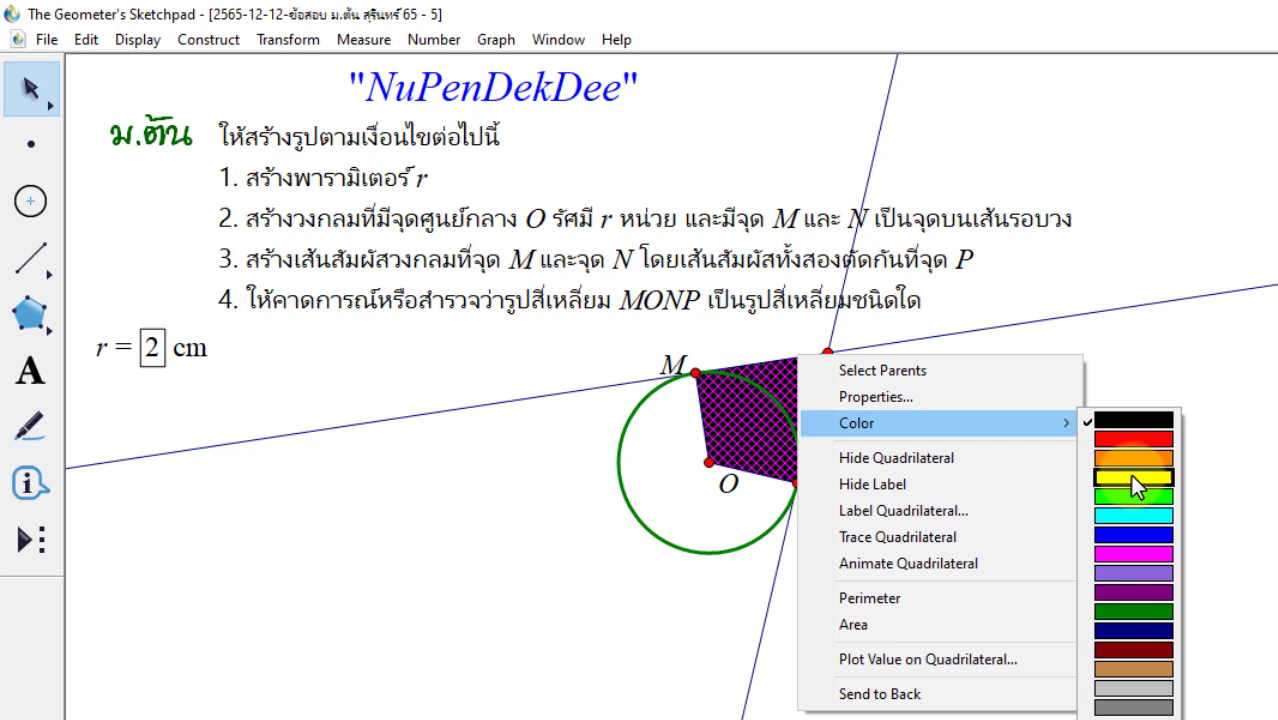 The Geometer's Sketchpad - [2565-12-12-ข้อสอบ ม.ต้น สุรินทร์ 65 - 5]
File Edit Display Construct Transform Measure Number Graph Window Help
"NuPenDekDee"
ม.ต้น ให้สร้างรูปตามเงื่อนไขต่อไปนี้
1. สร้างพารามิเตอร์ r
2. สร้างวงกลมที่มีจุดศูนย์กลาง O รัศมี r หน่วย และมีจุด M และ N เป็นจุดบนเส้นรอบวง
3. สร้างเส้นสัมผัสวงกลมที่จุด M และจุด N โดยเส้นสัมผัสทั้งสองตัดกันที่จุด P
4. ให้คาดการณ์หรือสำรวจว่ารูปสี่เหลี่ยม MONP เป็นรูปสี่เหลี่ยมชนิดใด
r = 2 cm
M
O
A
Select Parents
Properties...
Color
Hide Quadrilateral
Hide Label
Label Quadrilateral...
Trace Quadrilateral
Animate Quadrilateral
Perimeter
Area
Plot Value on Quadrilateral...
Send to Back